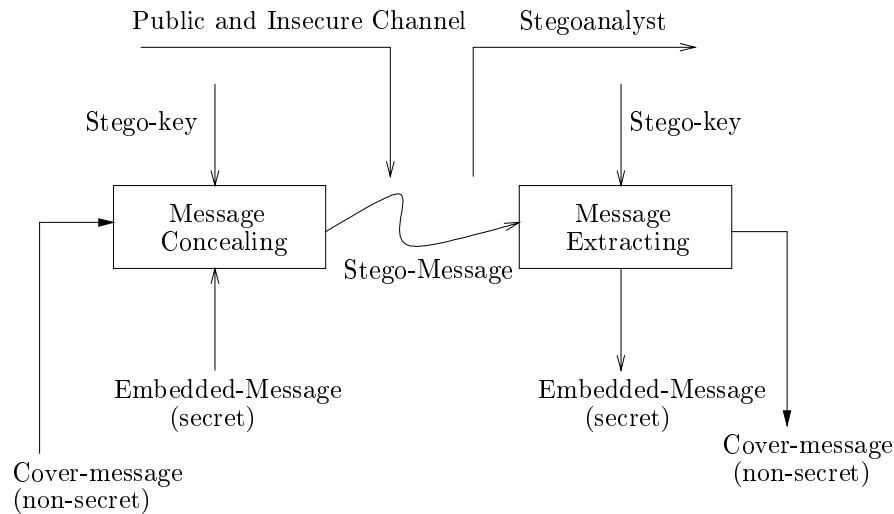 Public and Insecure Channel
Stegoanalyst
Stego-key
Stego-key
Message
Concealing
Message
Extracting
Stego-Message
Embedded-Message
(secret)
Embedded-Message
(secret)
Cover-message
(non-secret)
Cover-message
(non-secret)